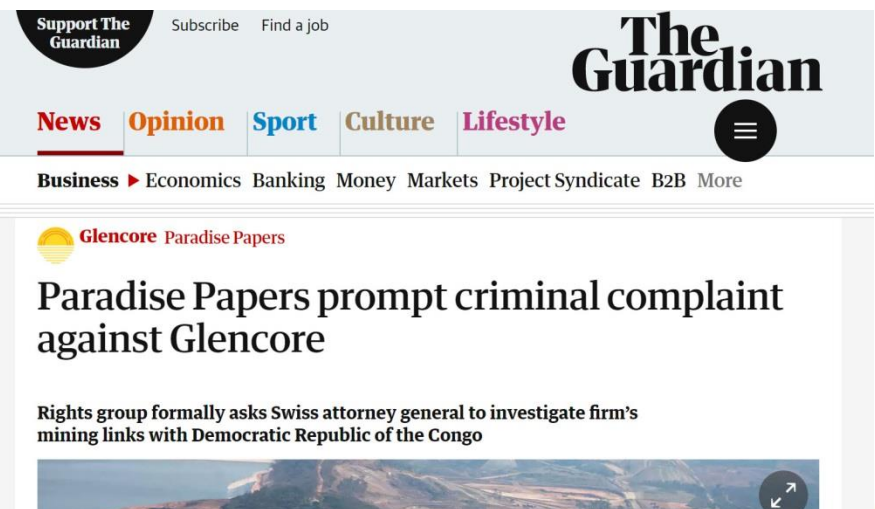 Support The
Guardian
Subscribe Find a job
The
Guardian
News Opinion Sport Culture Lifestyle
Business Economics Banking Money Markets Project Syndicate B2B More
Glencore Paradise Papers
Paradise Papers prompt criminal complaint
against Glencore
Rights group formally asks Swiss attorney general to investigate firm's
mining links with Democratic Republic of the Congo